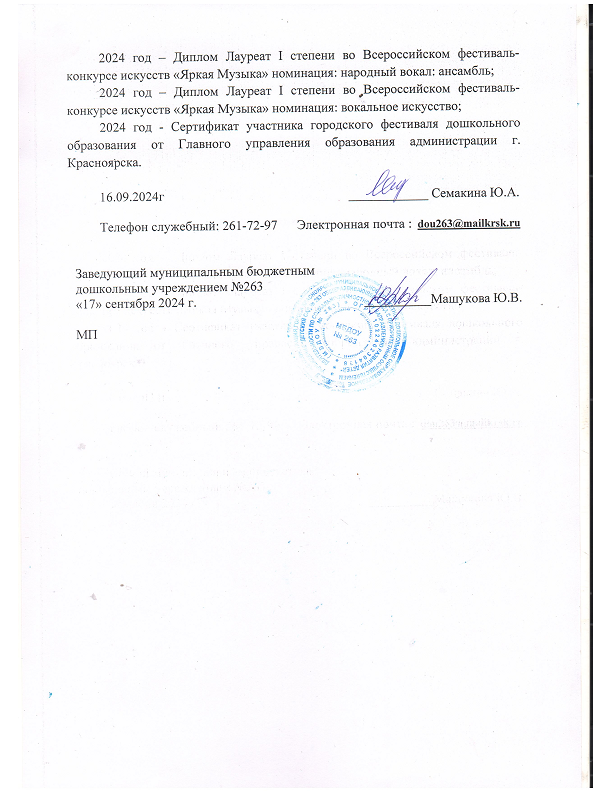 2024 год – Диплом Лауреат I степени во Всероссийском фестиваль-
конкурсе искусств «Яркая Музыка» номинация: народный вокал: ансамбль;
2024 год – Диплом Лауреат I степени во Всероссийском фестиваль-
конкурсе искусств «Яркая Музыка» номинация: вокальное искусство;
2024 год - Сертификат участника городского фестиваля дошкольного
образования от Главного управления образования администрации г.
Красноярска.
16.09.2024г ____________ Семакина Ю.А.
Телефон служебный: 261-72-97 Электронная почта : dou263@mailkrsk.ru
Заведующий муниципальным бюджетным
дошкольным учреждением №263
«17» сентября 2024 г. Машукова Ю.В.
МП
МБДОУ
№ 263